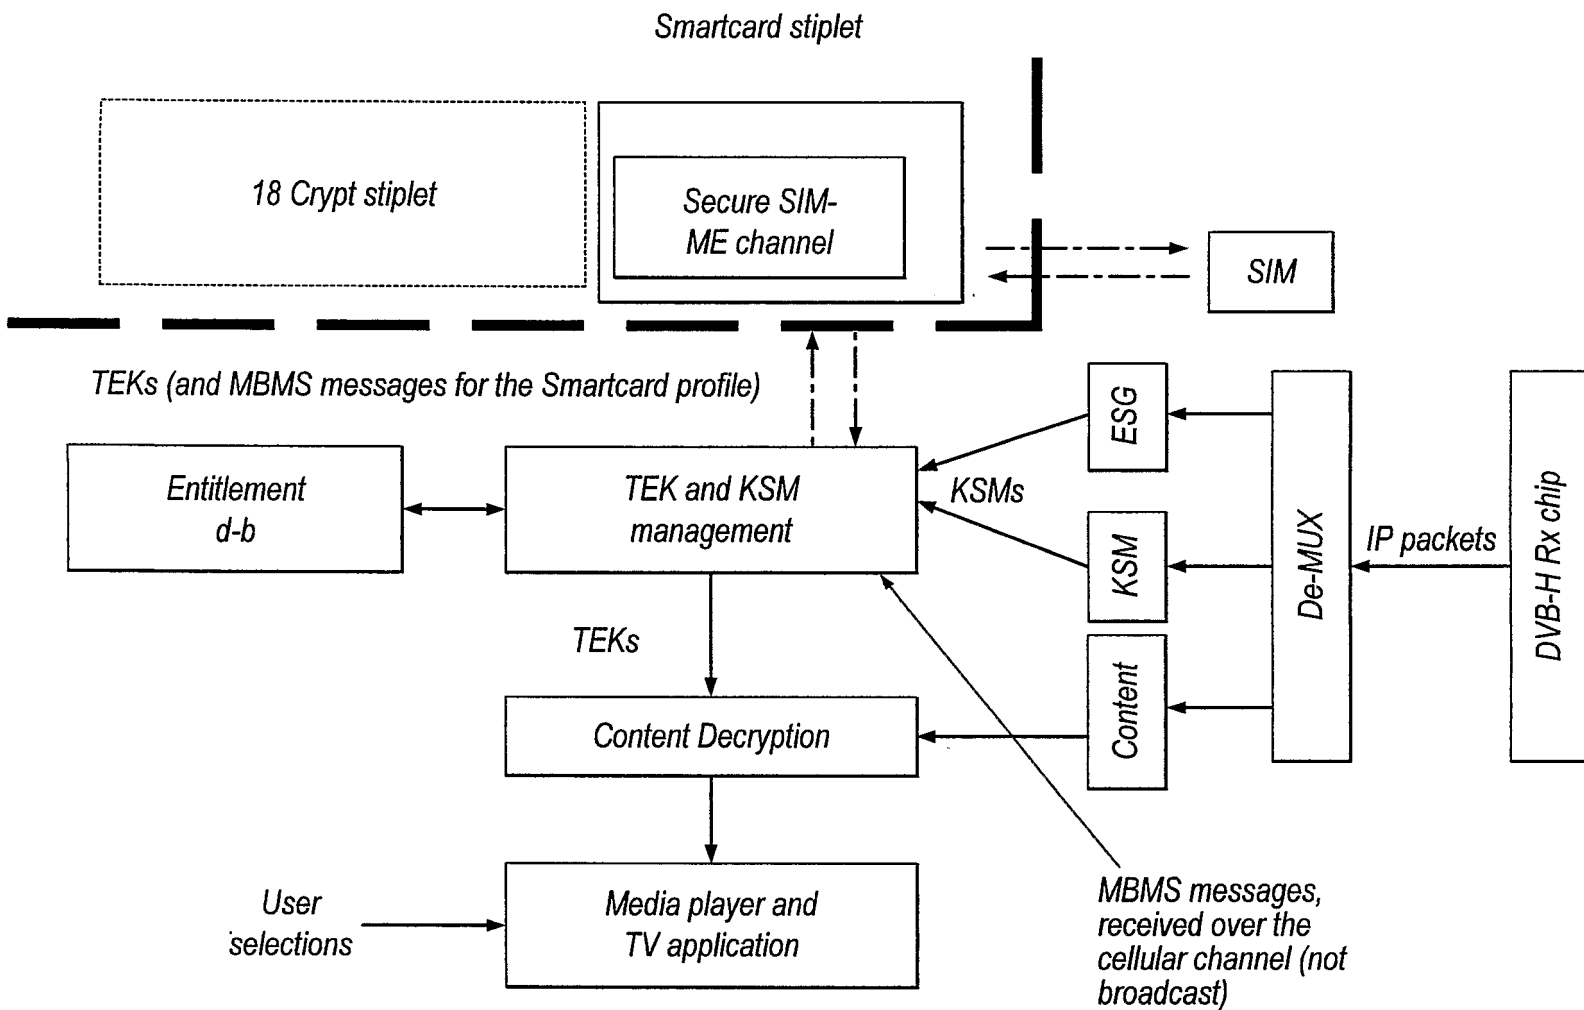 Smartcard stiplet
18 Crypt stiplet
Secure SIM-
ME channel
SIM
TEKs (and MBMS messages for the Smartcard profile)
Entitlement
d-b
TEK and KSM
management
KSMs
ESG
KSM
Content
De-MUX
IP packets
DVB-H Rx chip
TEKs
Content Decryption
User
selections
Media player and
TV application
MBMS messages,
received over the
cellular channel (not
broadcast)